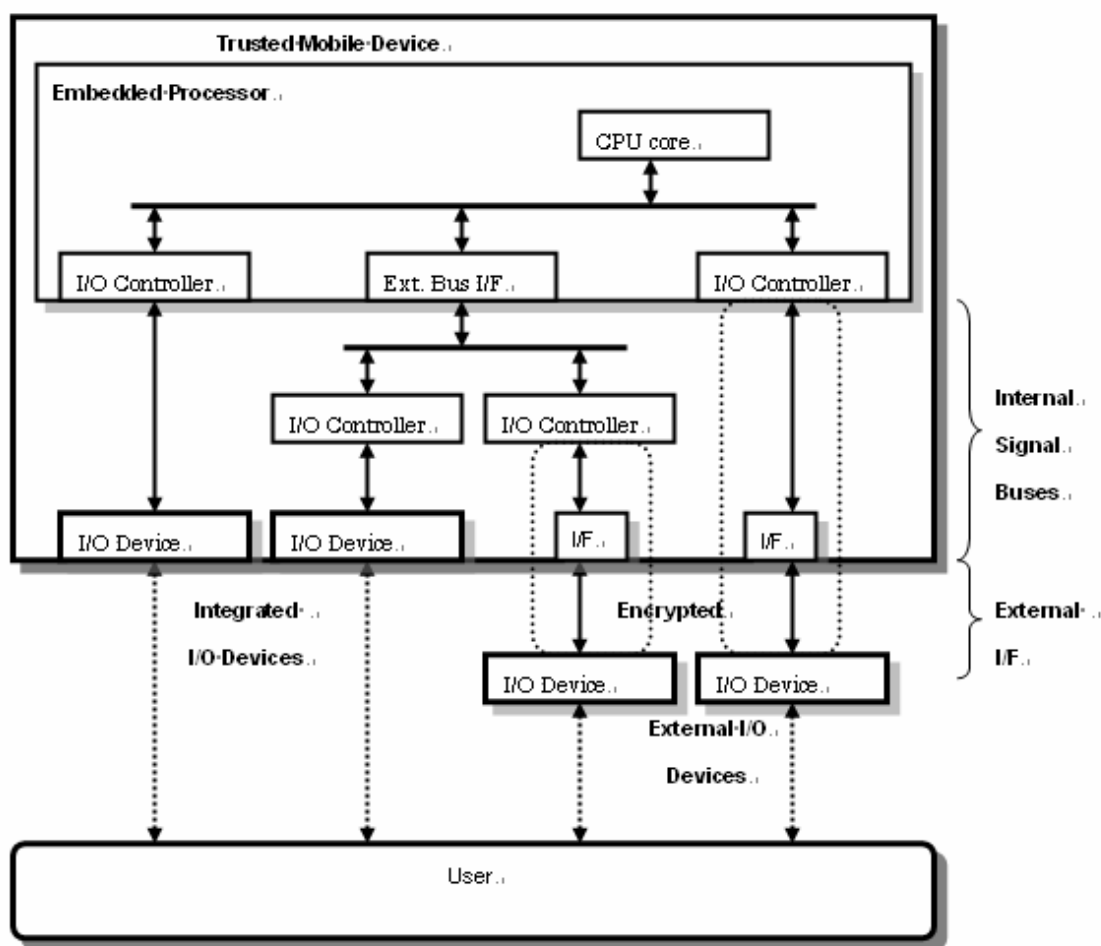 Trusted Mobile Device
Embedded Processor
CPU core
I/O Controller
Ext. Bus I/F
I/O Controller
I/O Controller
I/O Controller
Internal
Signal
Buses
I/O Device
I/O Device
I/F
I/F
Integrated
I/O Devices
Encrypted
External
I/F
I/O Device
I/O Device
External I/O
Devices
User